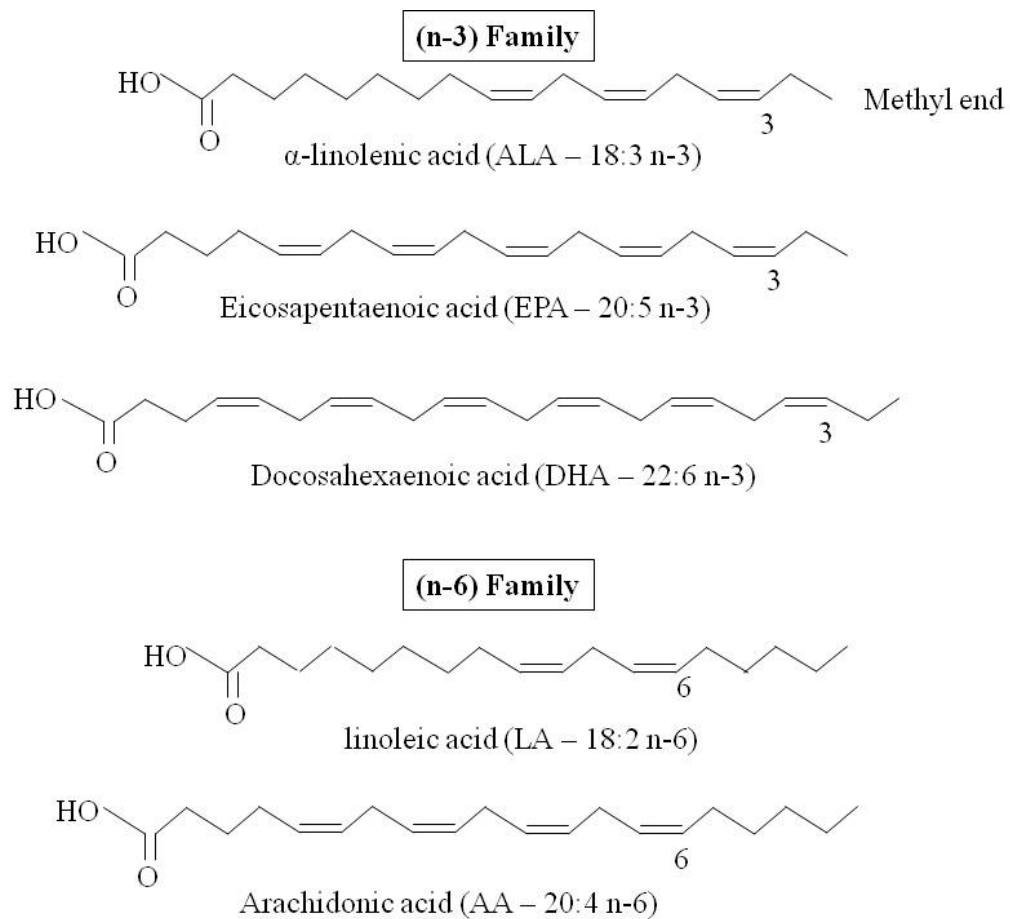 (n-3) Family
HO
O
3
Methyl end
α-linolenic acid (ALA – 18:3 n-3)
HO
O
3
Eicosapentaenoic acid (EPA – 20:5 n-3)
HO
O
3
Docosahexaenoic acid (DHA – 22:6 n-3)
(n-6) Family
HO
O
6
linoleic acid (LA – 18:2 n-6)
HO
O
6
Arachidonic acid (AA – 20:4 n-6)